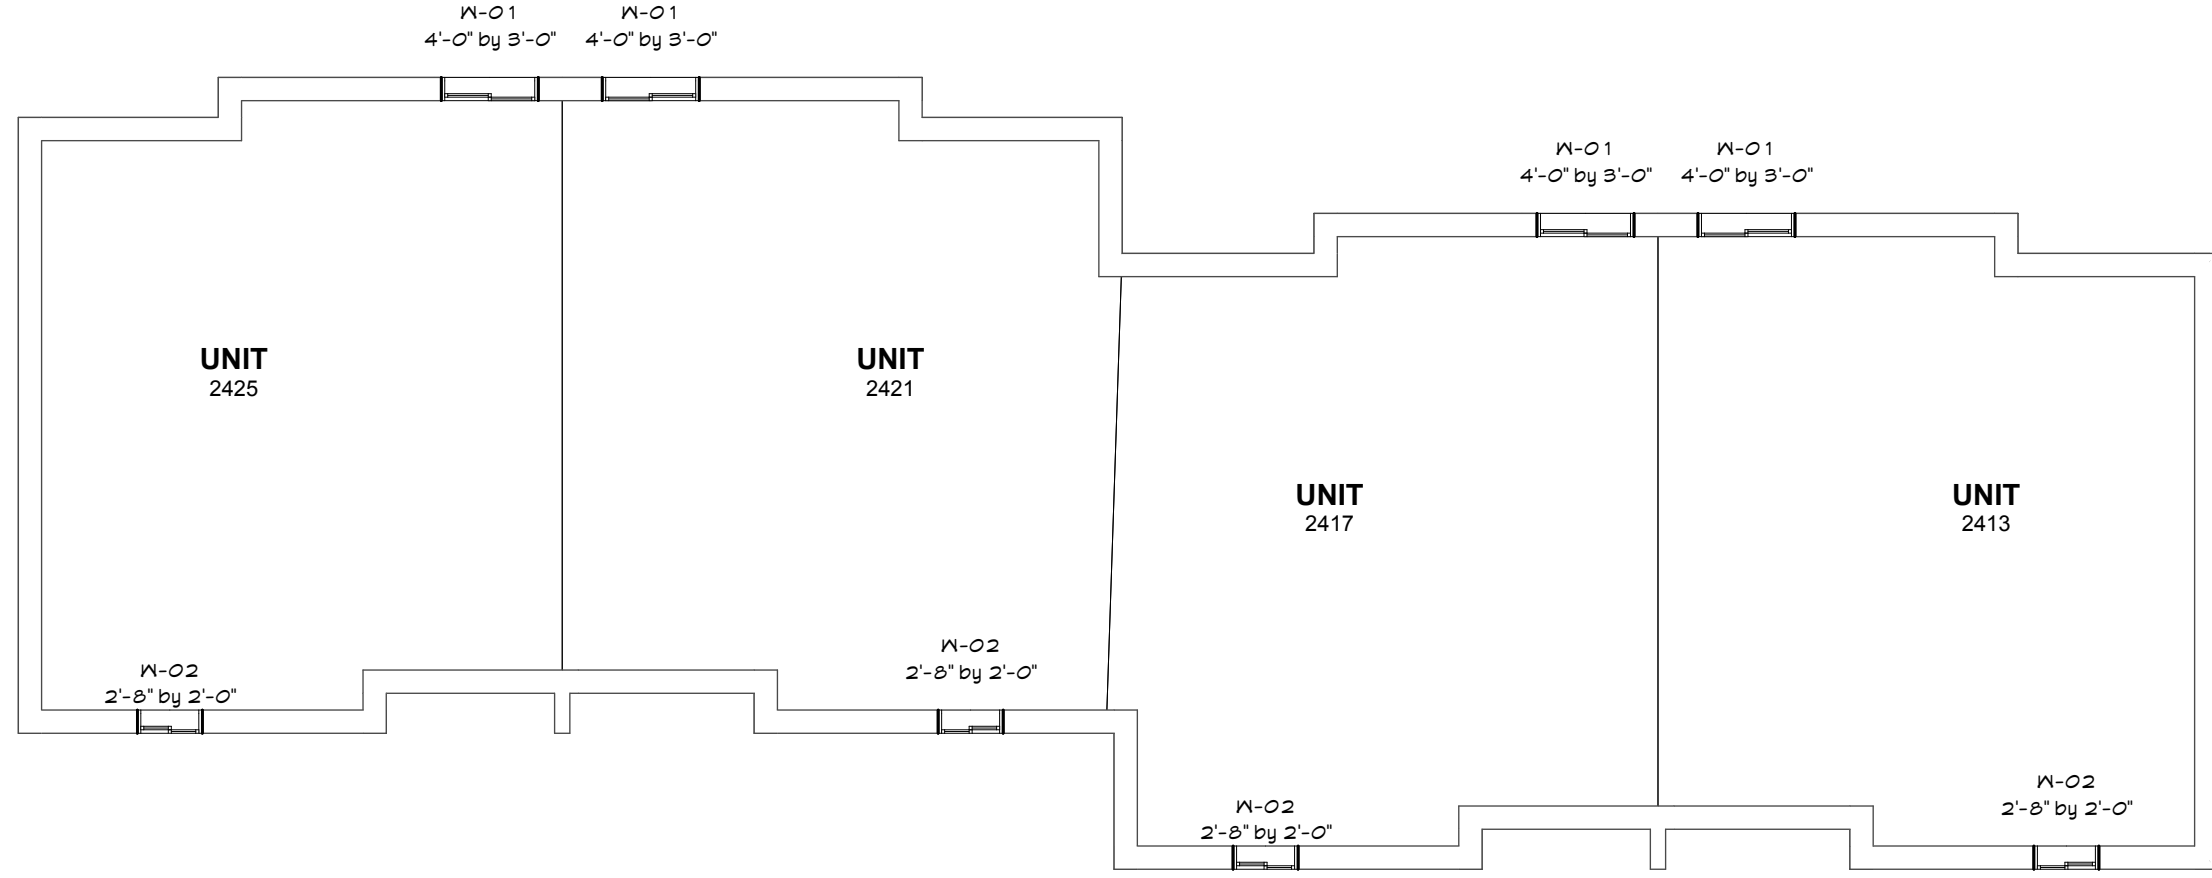 W-01
4'-0" by 3'-0"
W-01
4'-0" by 3'-0"
W-01
4'-0" by 3'-0"
W-01
4'-0" by 3'-0"
UNIT
2425
UNIT
2421
UNIT
2417
UNIT
2413
W-02
2'-8" by 2'-0"
W-02
2'-8" by 2'-0"
W-02
2'-8" by 2'-0"
W-02
2'-8" by 2'-0"